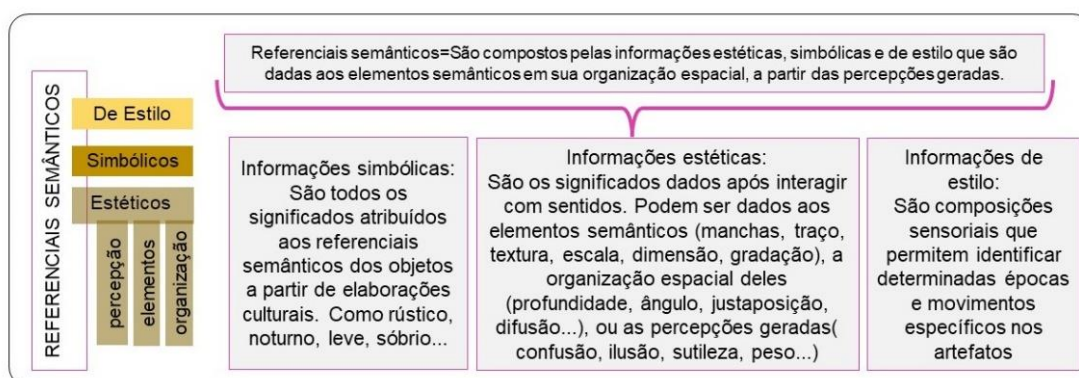 Referenciais semânticos=São compostos pelas informações estéticas, simbólicas e de estilo que são
dadas aos elementos semânticos em sua organização espacial, a partir das percepções geradas.
REFERENCIAIS SEMÂNTICOS
De Estilo
Simbólicos
Estéticos
percepção
elementos
organização
Informações simbólicas:
São todos os
significados atribuídos
aos referenciais
semânticos dos objetos
a partir de elaborações
culturais. Como rústico,
noturno, leve, sóbrio...
Informações estéticas:
São os significados dados após interagir
com sentidos. Podem ser dados aos
elementos semânticos (manchas, traço,
textura, escala, dimensão, gradação), a
organização espacial deles
(profundidade, ângulo, justaposição,
difusão...), ou as percepções geradas(
confusão, ilusão, sutileza, peso...)
Informações de
estilo:
São composições
sensoriais que
permitem identificar
determinadas épocas
e movimentos
específicos nos
artefatos